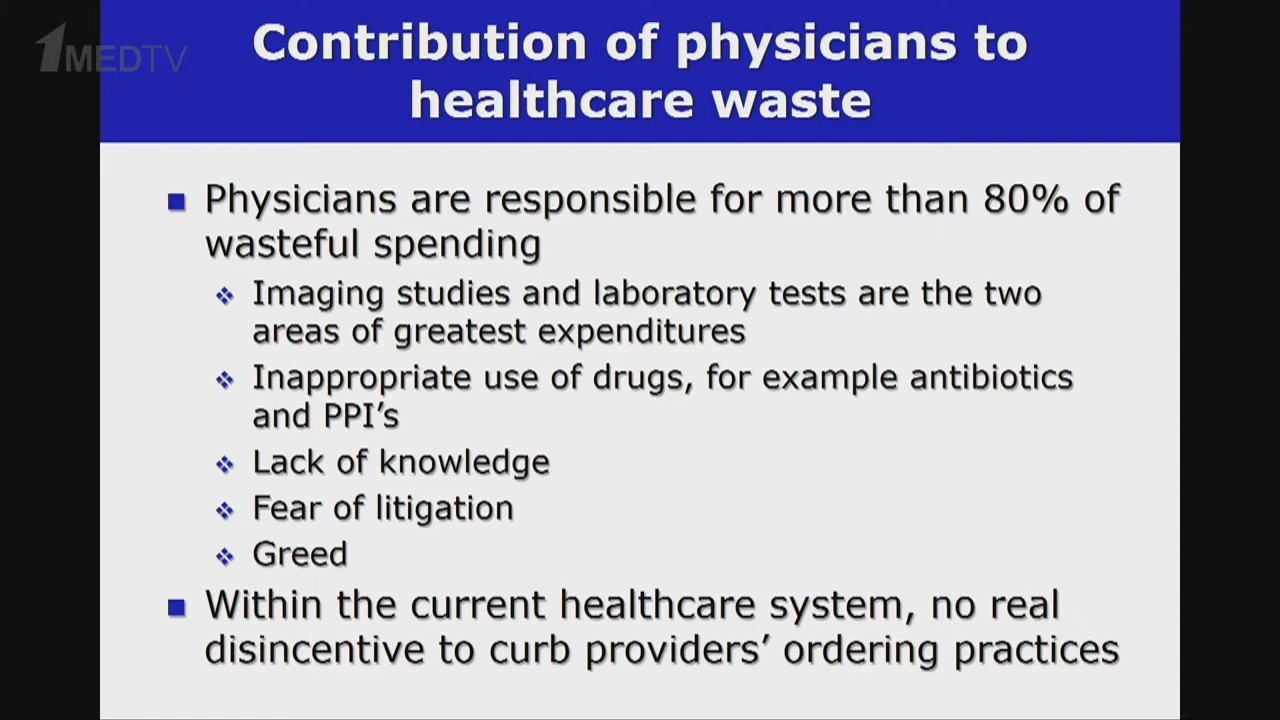 1MEDTV
Contribution of physicians to
healthcare waste
Physicians are responsible for more than 80% of
wasteful spending
Imaging studies and laboratory tests are the two
areas of greatest expenditures
Inappropriate use of drugs, for example antibiotics
and PPI’s
Lack of knowledge
Fear of litigation
Greed
Within the current healthcare system, no real
disincentive to curb providers’ ordering practices